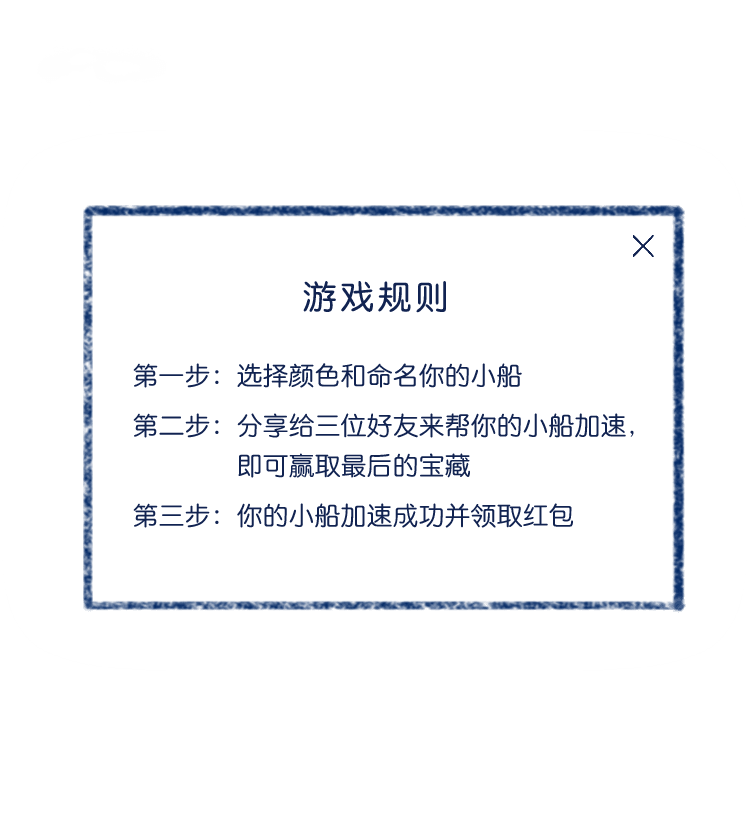 游戏规则
第一步：选择颜色和命名你的小船
第二步：分享给三位好友来帮你的小船加速，
即可赢取最后的宝藏
第三步：你的小船加速成功并领取红包